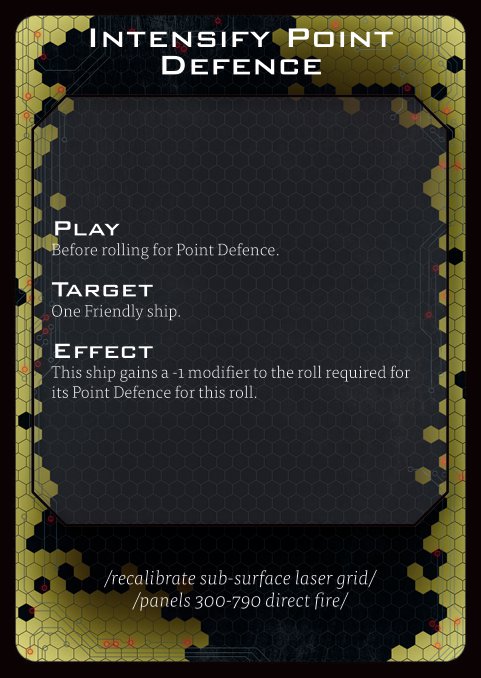 Intensify Point
Defence
Play
Before rolling for Point Defence.
Target
One Friendly ship.
Effect
This ship gains a -1 modifier to the roll required for
its Point Defence for this roll.
/recalibrate sub-surface laser grid/
/panels 300-790 direct fire/